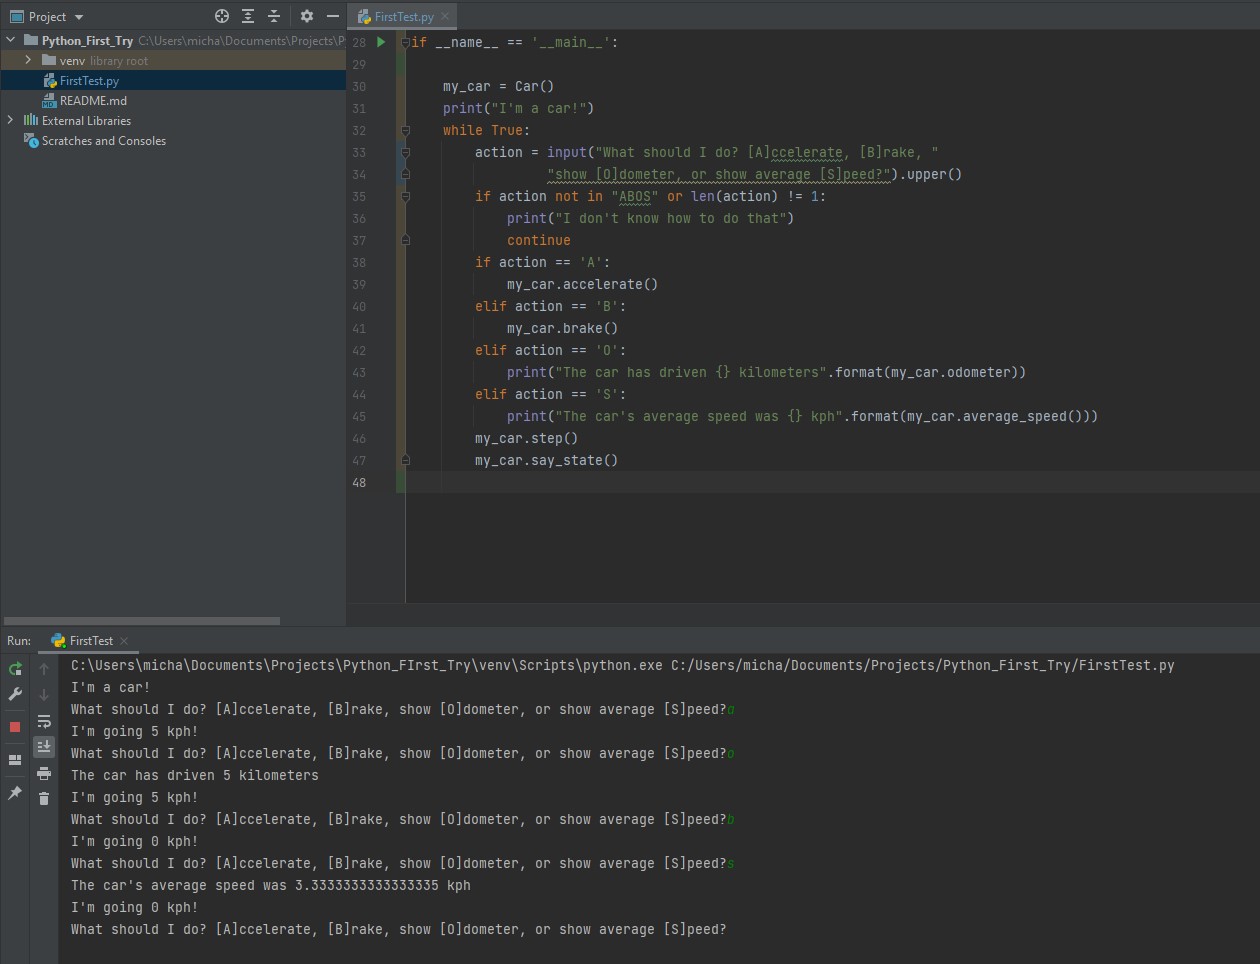 Project
FirstTest.py
Python_First_Try C:\Users\micha\Documents\Projects\P
venv library root
FirstTest.py
README.md
External Libraries
Scratches and Consoles
28 if __name__ == '__main__':
29
30 my_car = Car()
31 print("I'm a car!")
32 while True:
33 action = input("What should I do? [A]ccelerate, [B]rake, "
34 "show [O]dometer, or show average [S]peed?").upper()
35 if action not in "ABOS" or len(action) != 1:
36 print("I don't know how to do that")
37 continue
38 if action == 'A':
39 my_car.accelerate()
40 elif action == 'B':
41 my_car.brake()
42 elif action == 'O':
43 print("The car has driven {} kilometers".format(my_car.odometer))
44 elif action == 'S':
45 print("The car's average speed was {} kph".format(my_car.average_speed()))
46 my_car.step()
47 my_car.say_state()
48
Run: FirstTest
C:\Users\micha\Documents\Projects\Python_FIrst_Try\venv\Scripts\python.exe C:/Users/micha/Documents/Projects/Python_First_Try/FirstTest.py
I'm a car!
What should I do? [A]ccelerate, [B]rake, show [O]dometer, or show average [S]peed?a
I'm going 5 kph!
What should I do? [A]ccelerate, [B]rake, show [O]dometer, or show average [S]peed?o
The car has driven 5 kilometers
I'm going 5 kph!
What should I do? [A]ccelerate, [B]rake, show [O]dometer, or show average [S]peed?b
I'm going 0 kph!
What should I do? [A]ccelerate, [B]rake, show [O]dometer, or show average [S]peed?s
The car's average speed was 3.3333333333333335 kph
I'm going 0 kph!
What should I do? [A]ccelerate, [B]rake, show [O]dometer, or show average [S]peed?